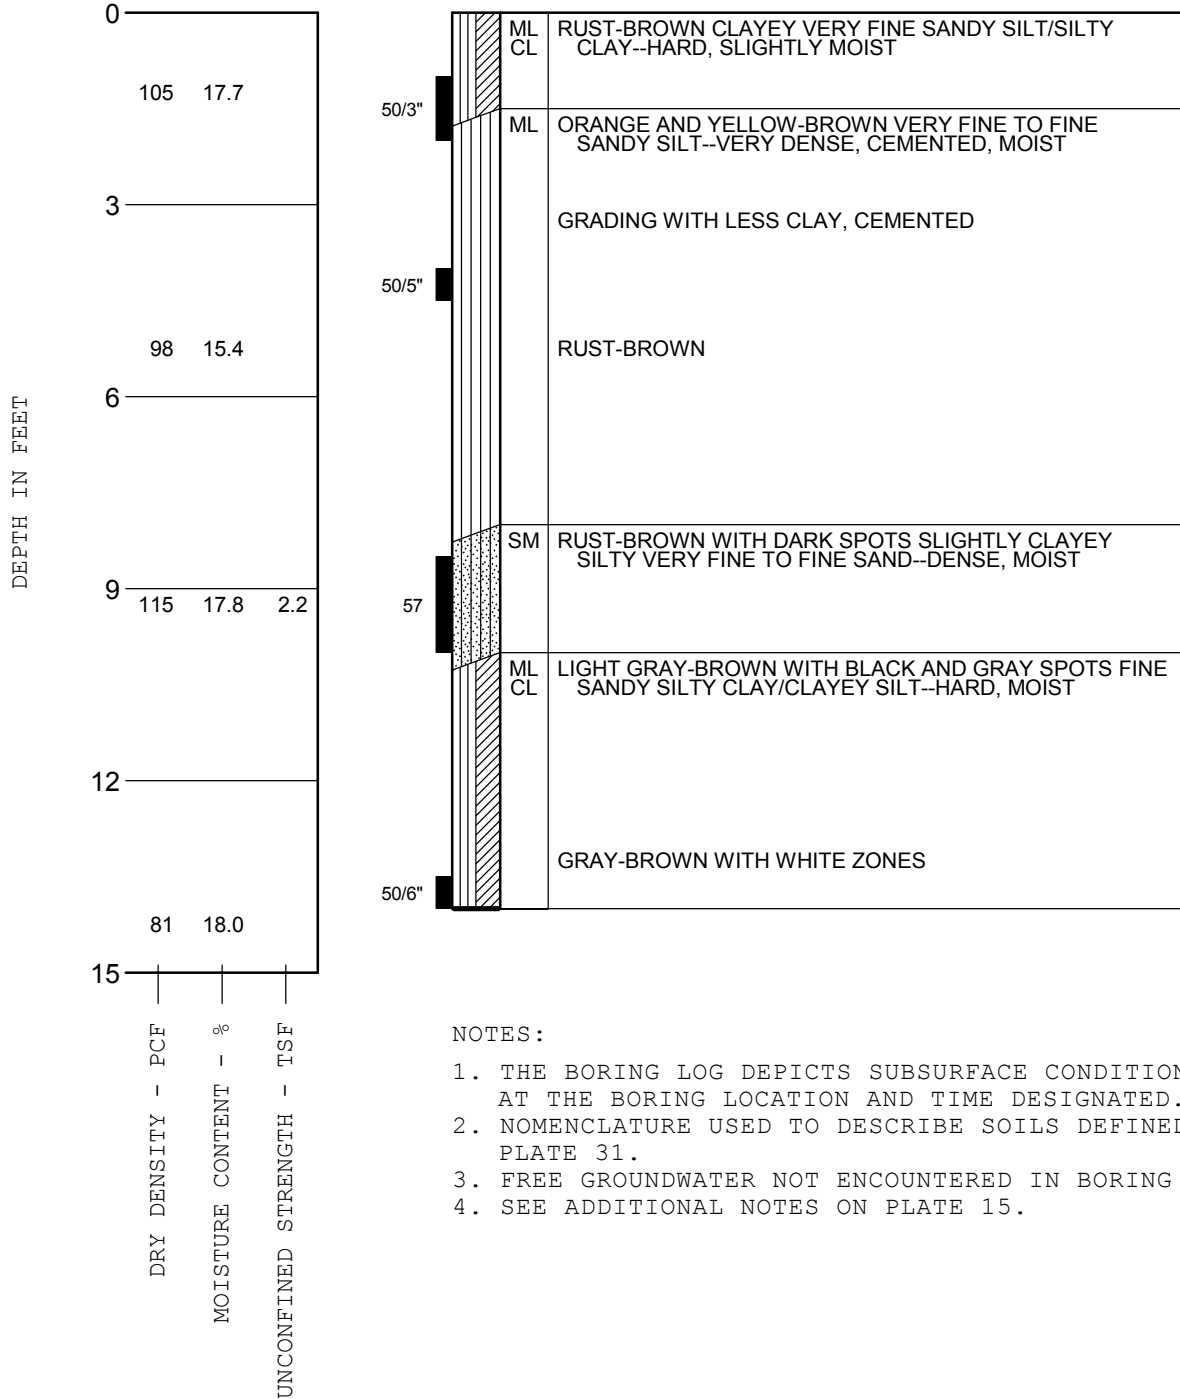 0
ML RUST-BROWN CLAYEY VERY FINE SANDY SILT/SILTY
CL CLAY--HARD, SLIGHTLY MOIST
105 17.7
50/3"
ML ORANGE AND YELLOW-BROWN VERY FINE TO FINE
SANDY SILT--VERY DENSE, CEMENTED, MOIST
3
GRADING WITH LESS CLAY, CEMENTED
50/5"
98 15.4
RUST-BROWN
6
DEPTH IN FEET
SM RUST-BROWN WITH DARK SPOTS SLIGHTLY CLAYEY
SILTY VERY FINE TO FINE SAND--DENSE, MOIST
9
115 17.8 2.2
57
ML LIGHT GRAY-BROWN WITH BLACK AND GRAY SPOTS FINE
CL SANDY SILTY CLAY/CLAYEY SILT--HARD, MOIST
12
GRAY-BROWN WITH WHITE ZONES
50/6"
81 18.0
15
DRY DENSITY - PCF
MOISTURE CONTENT - %
UNCONFINED STRENGTH - TSF
NOTES:
1. THE BORING LOG DEPICTS SUBSURFACE CONDITION
AT THE BORING LOCATION AND TIME DESIGNATED.
2. NOMENCLATURE USED TO DESCRIBE SOILS DEFINED
PLATE 31.
3. FREE GROUNDWATER NOT ENCOUNTERED IN BORING
4. SEE ADDITIONAL NOTES ON PLATE 15.